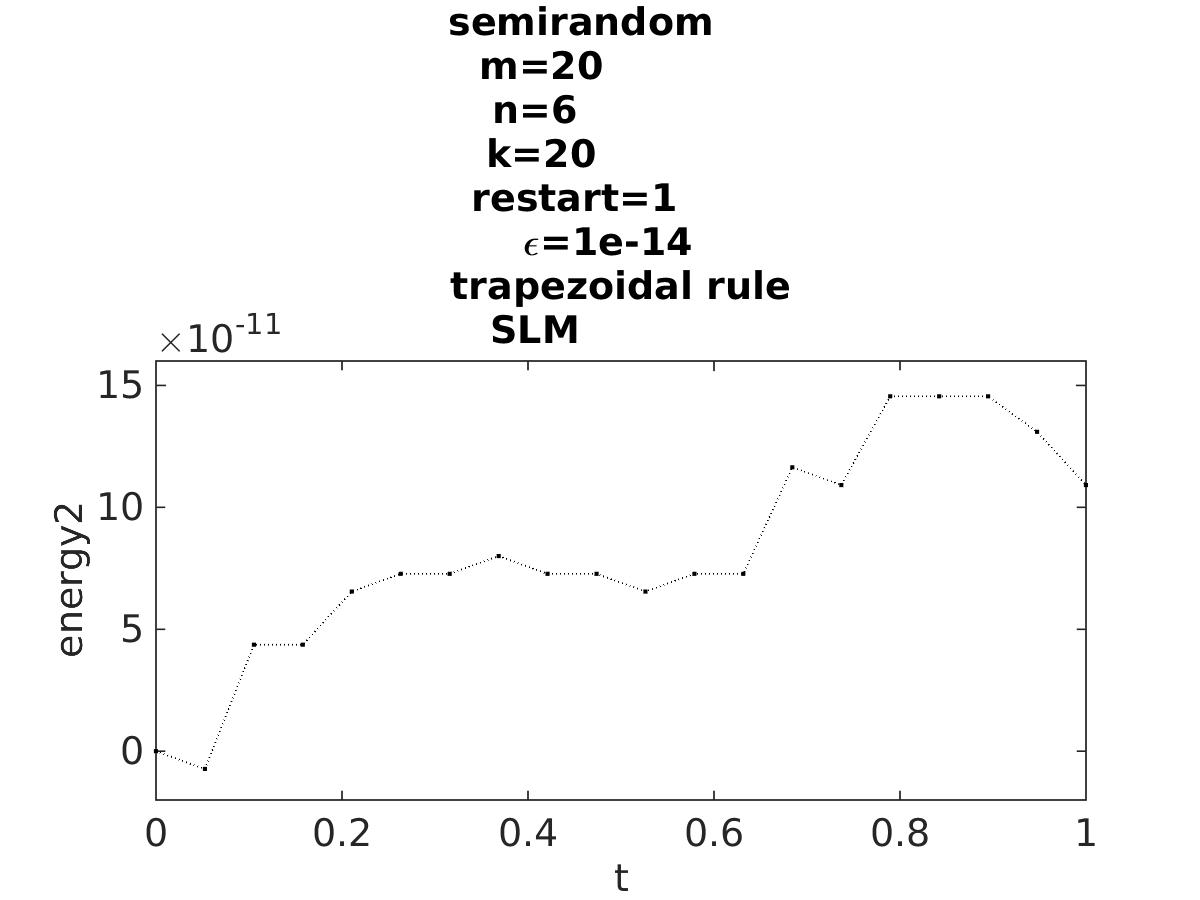 semirandom
m=20
n=6
k=20
restart=1
ϵ=1e-14
trapezoidal rule
SLM
×10-11
15
10
5
0
energy2
0 0.2 0.4 0.6 0.8 1
t